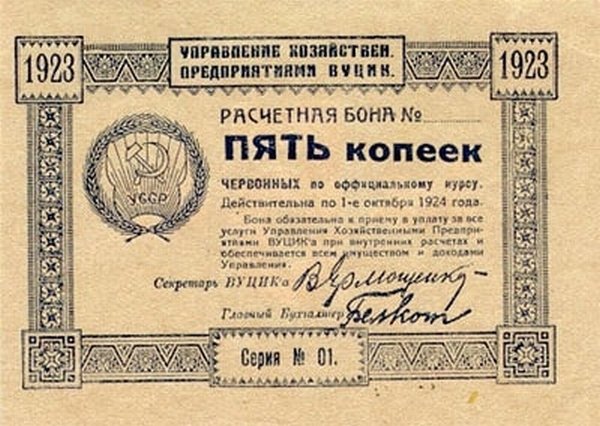 1923
УПРАВЛЕНИЕ ХОЗЯЙСТВЕН.
ПРЕДПРИЯТИЯМИ ВУЦИК.
1923
РАСЧЕТНАЯ БОНА №
ПЯТЬ копеек
УССР
ЧЕРВОННЫХ по оффициальному курсу.
Действительна по 1-е октября 1924 года.
Бона обязательно к приему в уплату за все
услуги Управления Хозяйственными Предпри-
ятиями ВУЦИК'а при внутренних расчетах и
обеспечивается всем имуществом и доходами
Управления.
Секретарь ВУЦИК'а В Ярмощенко
Главный Бухгалтер
Серия № 01.